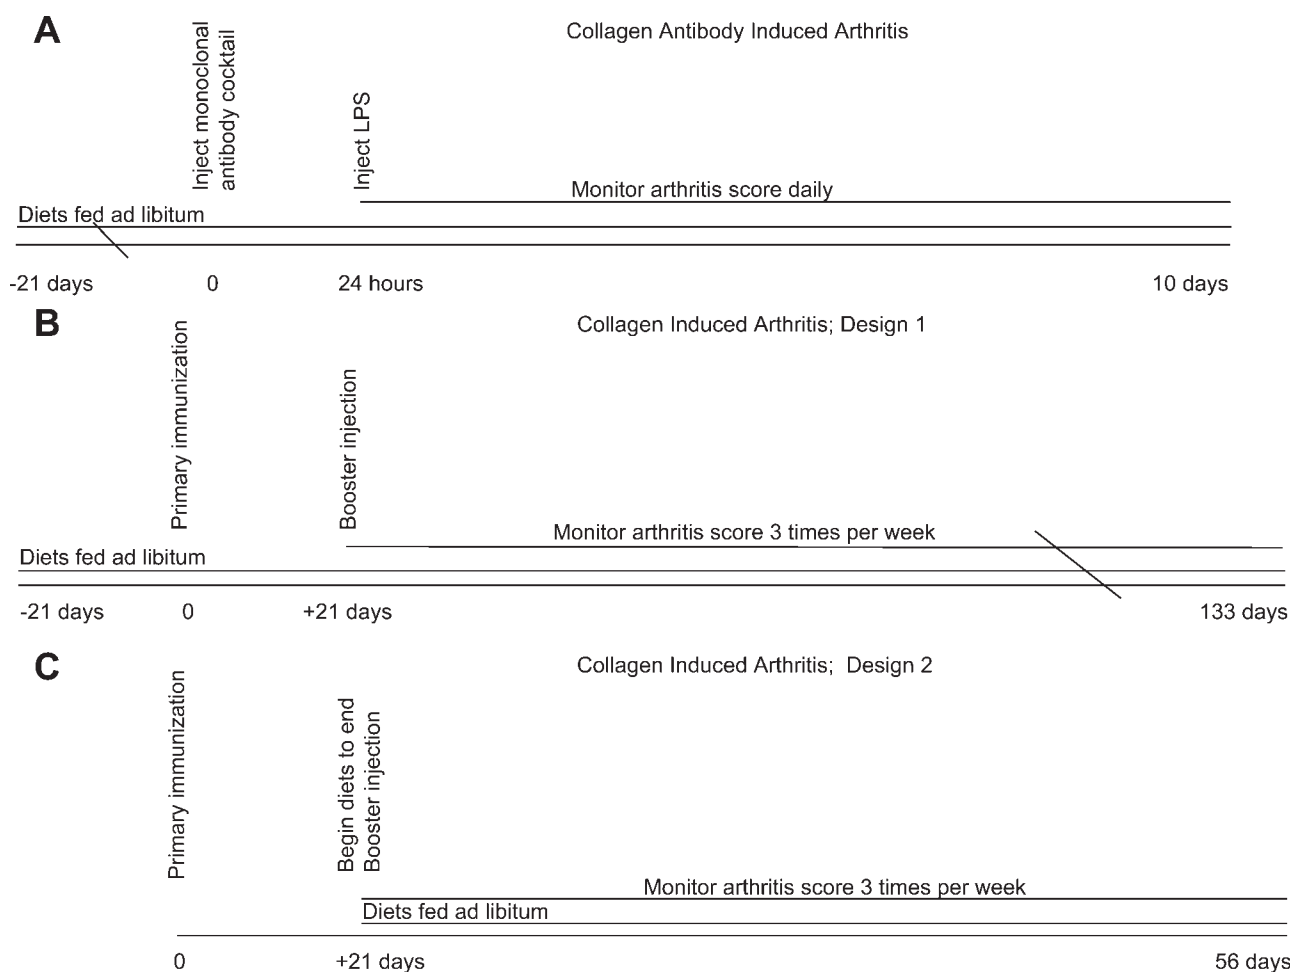 A
Collagen Antibody Induced Arthritis
Inject monoclonal
antibody cocktail
Inject LPS
Monitor arthritis score daily
Diets fed ad libitum
-21 days
0
24 hours
10 days
B
Collagen Induced Arthritis; Design 1
Primary immunization
Booster injection
Monitor arthritis score 3 times per week
Diets fed ad libitum
-21 days
0
+21 days
133 days
C
Collagen Induced Arthritis; Design 2
Primary immunization
Begin diets to end
Booster injection
Monitor arthritis score 3 times per week
Diets fed ad libitum
0
+21 days
56 days